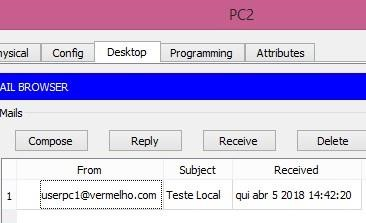 PC2
hysical Config Desktop Programming Attributes
AIL BROWSER
Mails
Compose Reply Receive Delete
From Subject Received
1 userpc1@vermelho.com Teste Local qui abr 5 2018 14:42:20